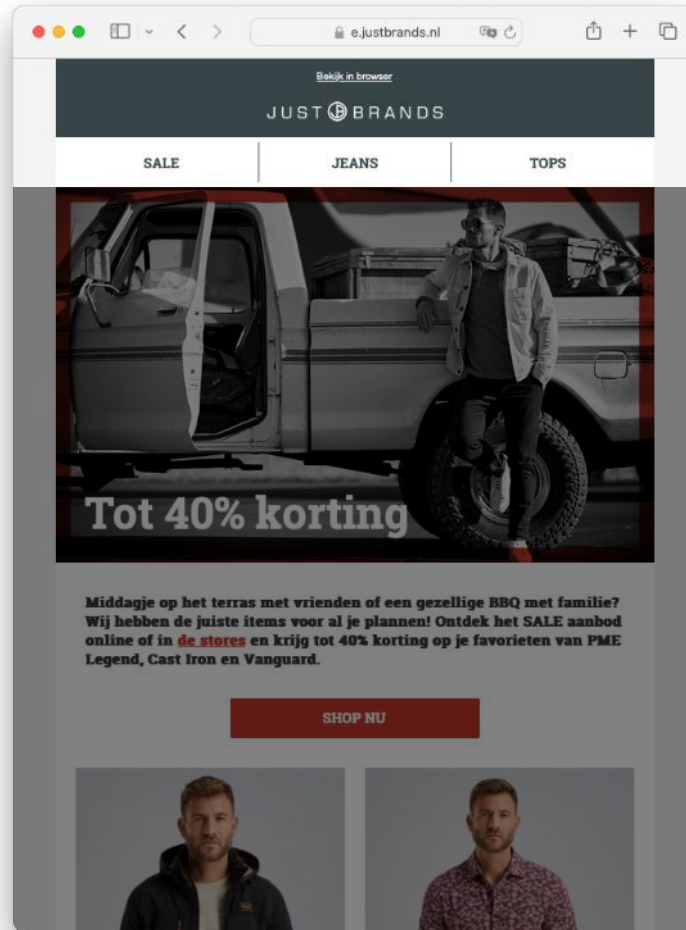 e.justbrands.nl
Bekijk in browser
JUST BRANDS
SALE
JEANS
TOPS
Tot 40% korting
Middagje op het terras met vrienden of een gezellige BBQ met familie?
Wij hebben de juiste items voor al je plannen! Ontdek het SALE aanbod
online of in de stores en krijg tot 40% korting op je favorieten van PME
Legend, Cast Iron en Vanguard.
SHOP NU